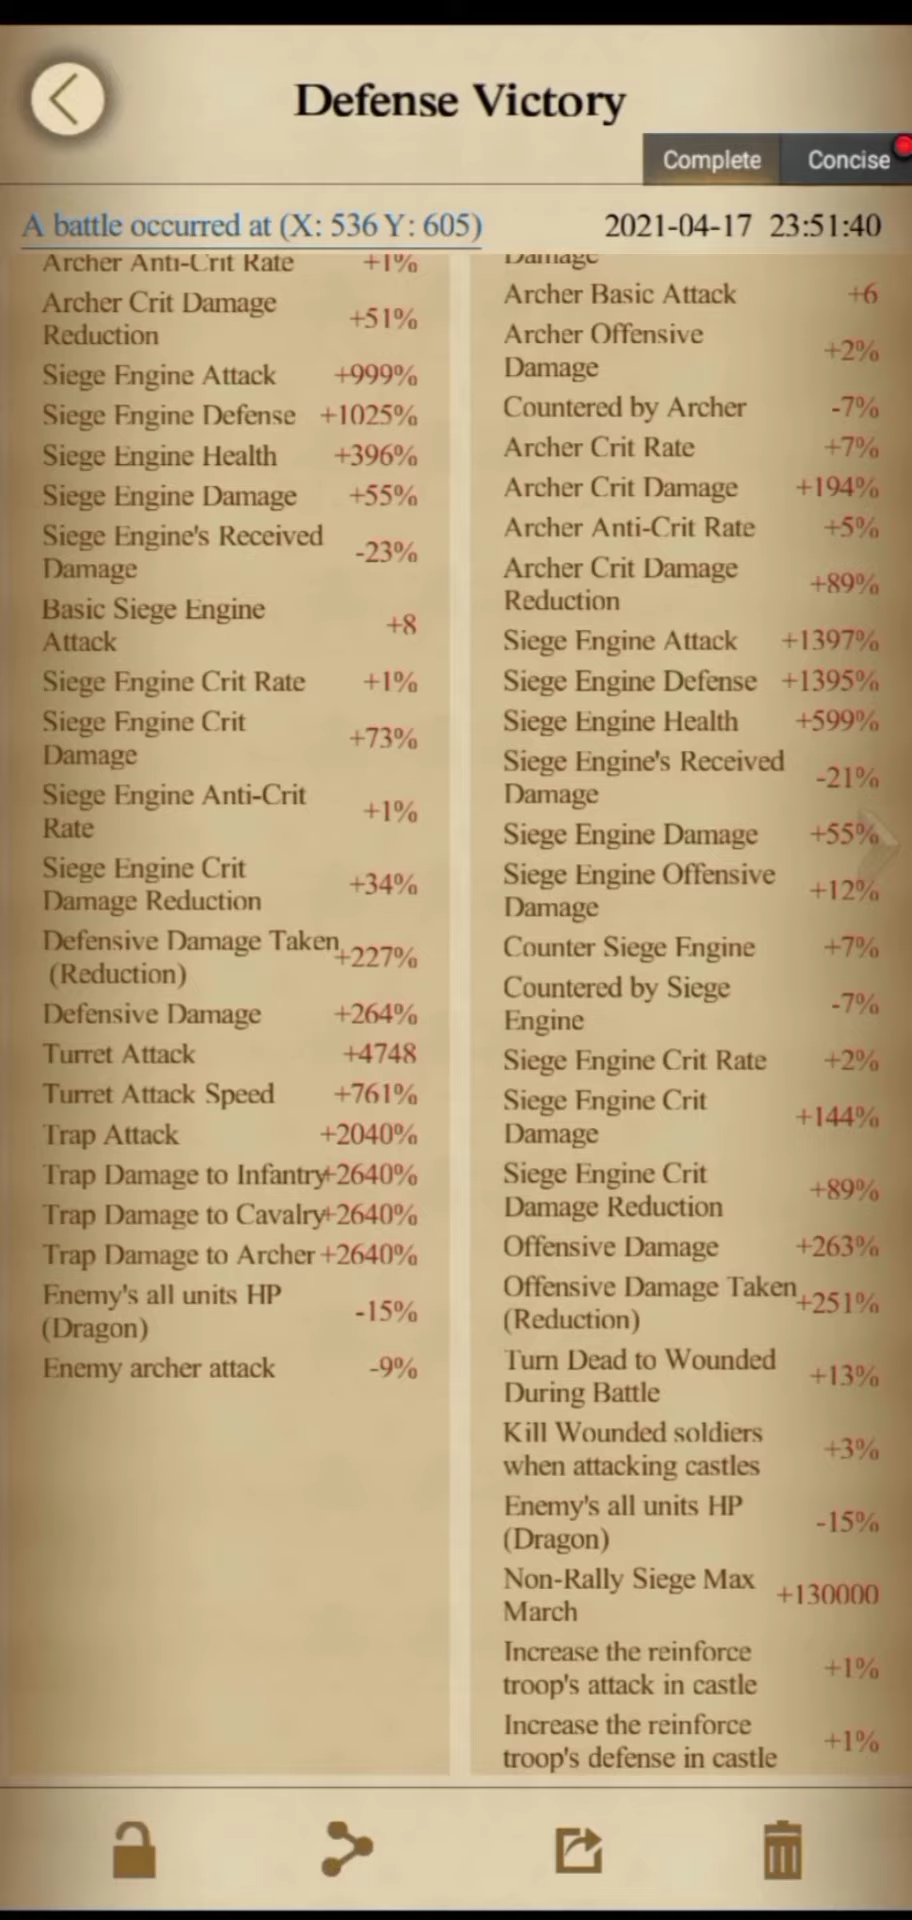 Defense Victory
Complete
Concise
A battle occurred at (X: 536 Y: 605)
2021-04-17 23:51:40
Archer Anti-Crit Rate +1%
Archer Crit Damage
Reduction +51%
Siege Engine Attack +999%
Siege Engine Defense +1025%
Siege Engine Health +396%
Siege Engine Damage +55%
Siege Engine's Received
Damage -23%
Basic Siege Engine
Attack +8
Siege Engine Crit Rate +1%
Siege Engine Crit
Damage +73%
Siege Engine Anti-Crit
Rate +1%
Siege Engine Crit
Damage Reduction +34%
Defensive Damage Taken
(Reduction) +227%
Defensive Damage +264%
Turret Attack +4748
Turret Attack Speed +761%
Trap Attack +2040%
Trap Damage to Infantry +2640%
Trap Damage to Cavalry +2640%
Trap Damage to Archer +2640%
Enemy's all units HP
(Dragon) -15%
Enemy archer attack -9%
Damage
Archer Basic Attack +6
Archer Offensive
Damage +2%
Countered by Archer -7%
Archer Crit Rate +7%
Archer Crit Damage +194%
Archer Anti-Crit Rate +5%
Archer Crit Damage
Reduction +89%
Siege Engine Attack +1397%
Siege Engine Defense +1395%
Siege Engine Health +599%
Siege Engine's Received
Damage -21%
Siege Engine Damage +55%
Siege Engine Offensive
Damage +12%
Counter Siege Engine +7%
Countered by Siege
Engine -7%
Siege Engine Crit Rate +2%
Siege Engine Crit
Damage +144%
Siege Engine Crit
Damage Reduction +89%
Offensive Damage +263%
Offensive Damage Taken
(Reduction) +251%
Turn Dead to Wounded
During Battle +13%
Kill Wounded soldiers
when attacking castles +3%
Enemy's all units HP
(Dragon) -15%
Non-Rally Siege Max
March +130000
Increase the reinforce
troop's attack in castle +1%
Increase the reinforce
troop's defense in castle +1%